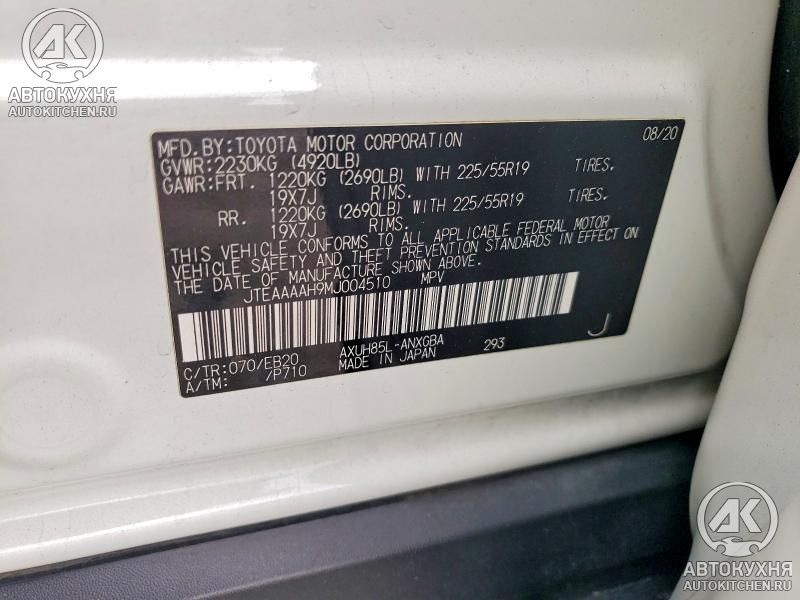 АК
АВТОКУХНЯ
AUTOKITCHEN.RU
MFD. BY: TOYOTA MOTOR CORPORATION 08/20
GVWR: 2230KG (4920LB)
GAWR: FRT. 1220KG (2690LB) WITH 225/55R19 TIRES.
19X7J RIMS.
RR. 1220KG (2690LB) WITH 225/55R19 TIRES.
19X7J RIMS.
THIS VEHICLE CONFORMS TO ALL APPLICABLE FEDERAL MOTOR
VEHICLE SAFETY AND THEFT PREVENTION STANDARDS IN EFFECT ON
THE DATE OF MANUFACTURE SHOWN ABOVE.
JTEAAAAH9MJ004510 MPV
C/TR: 070/EB20 AXUH85L-ANXGBA 293 J
A/TM: /P710 MADE IN JAPAN
АК
АВТОКУХНЯ
AUTOKITCHEN.RU